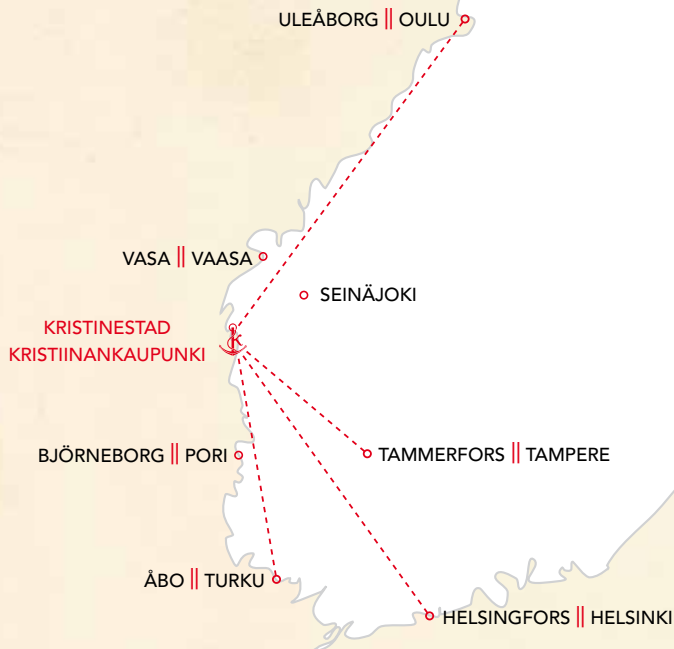 ULEÅBORG || OULU
VASA || VAASA
SEINÄJOKI
KRISTINESTAD
KRISTIINANKAUPUNKI
K
BJÖRNEBORG || PORI
TAMMERFORS || TAMPERE
ÅBO || TURKU
HELSINGFORS || HELSINKI